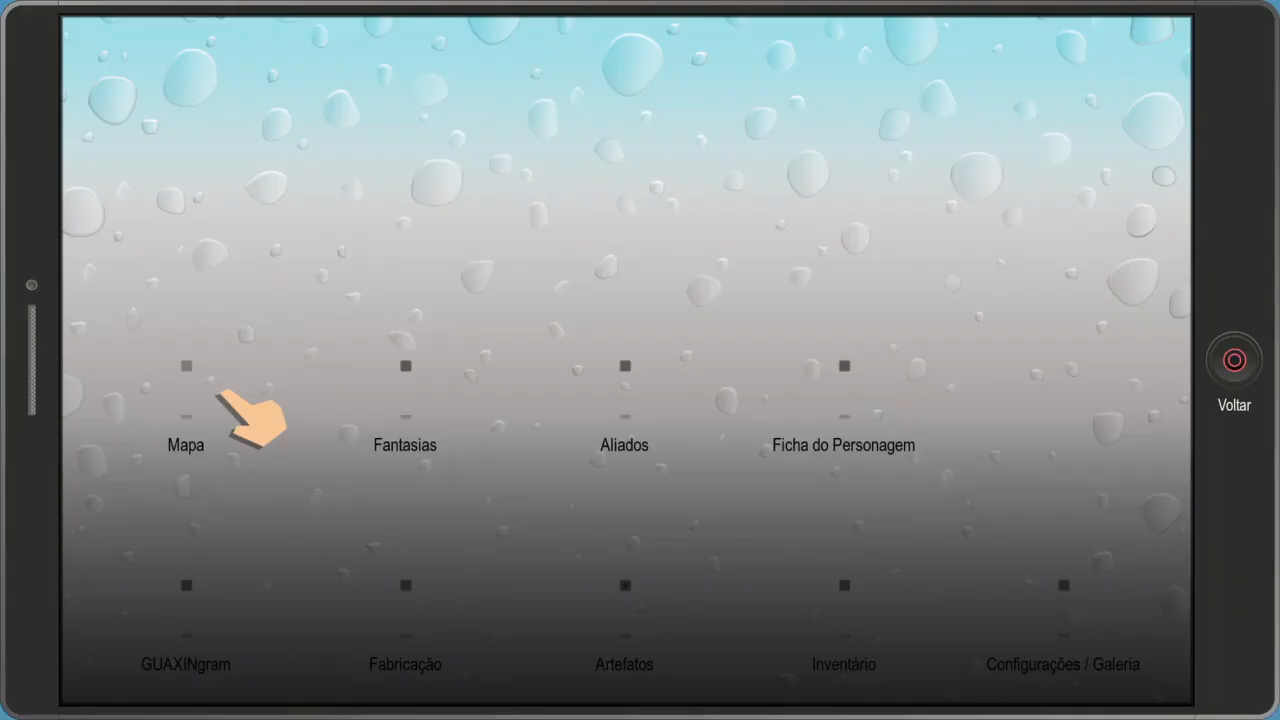 Voltar
Mapa
Fantasias
Aliados
Ficha do Personagem
GUAXINgram
Fabricação
Artefatos
Inventário
Configurações / Galeria